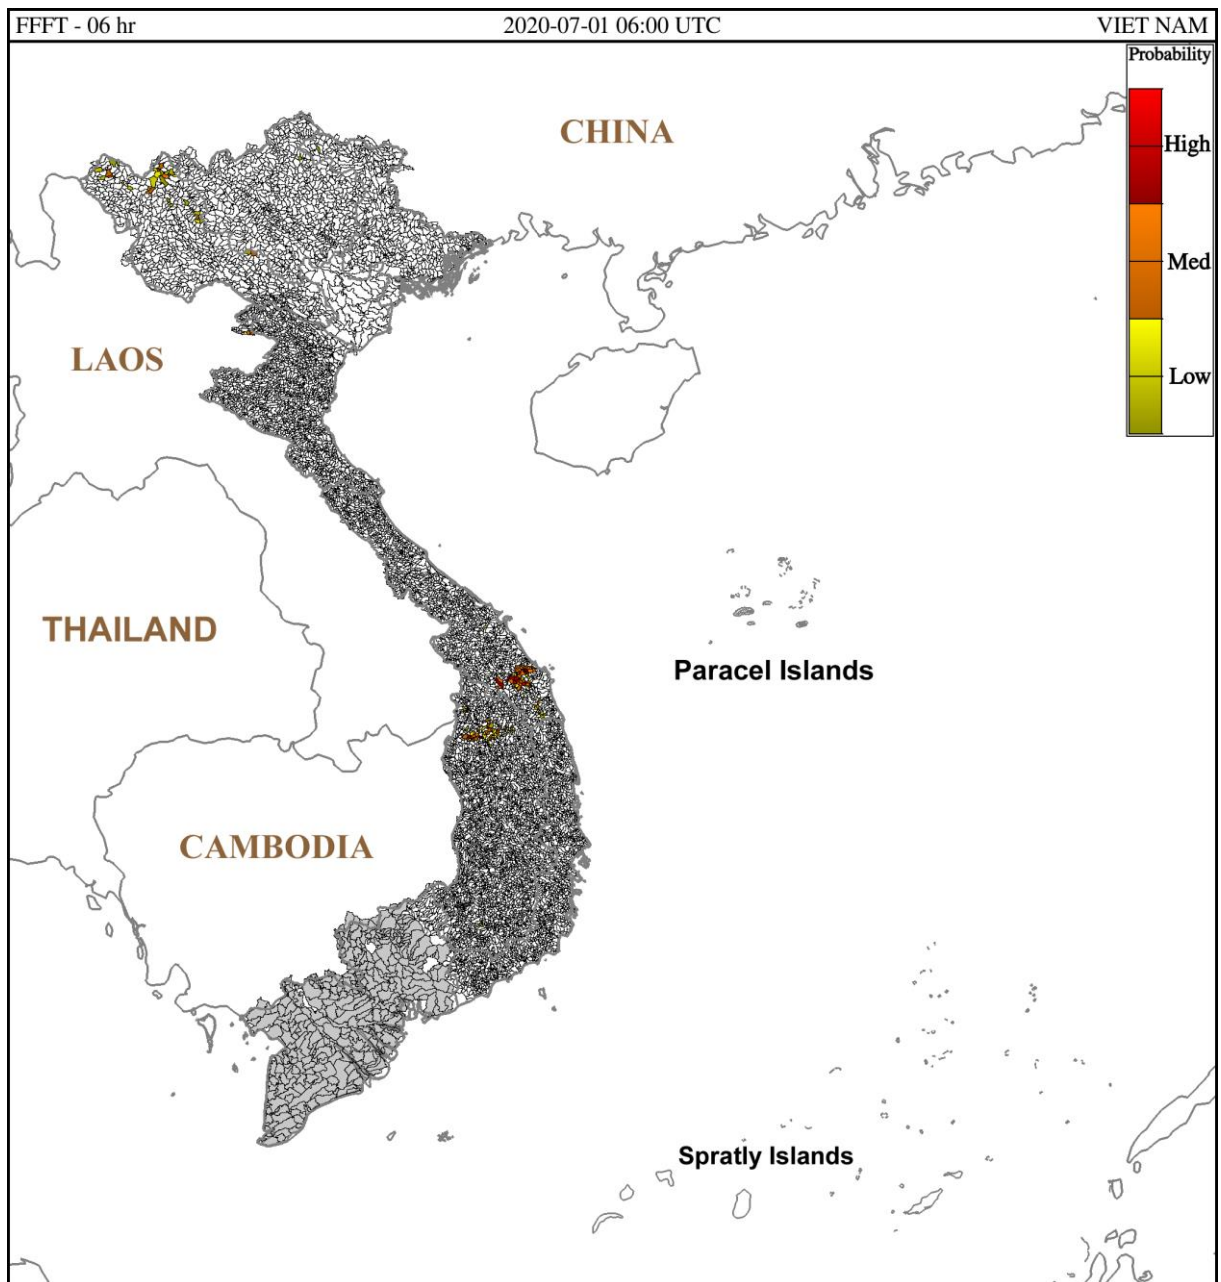 FFFT - 06 hr
2020-07-01 06:00 UTC
VIET NAM
Probability
High
Med
Low
CHINA
LAOS
THAILAND
Paracel Islands
CAMBODIA
Spratly Islands